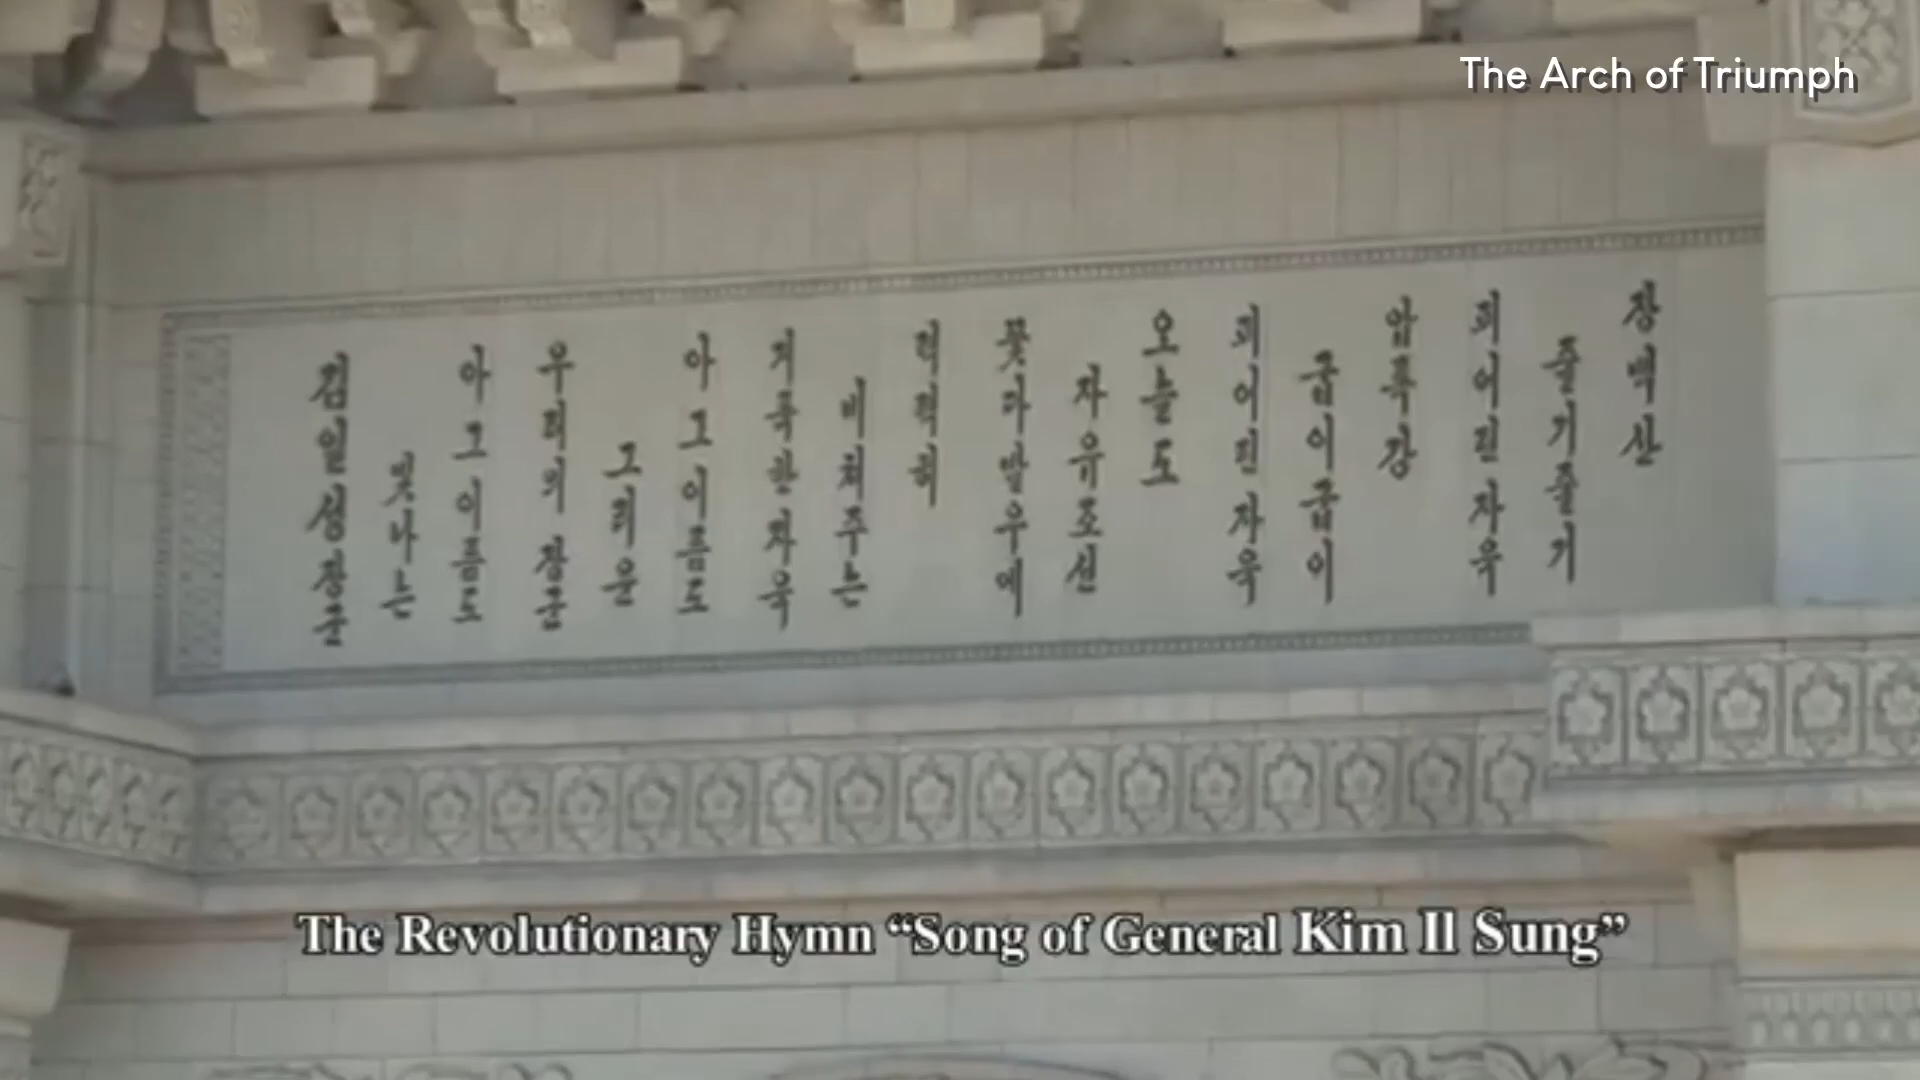 The Arch of Triumph
장백산
줄기줄기
피어린 자욱
압록강
굽이굽이
피어린 자욱
오늘도
자유조선
꽃다발우에
력력히
비쳐주는
거룩한 자욱
아 그 이름도
그리운
우리의 장군
아 그 이름도
빛나는
김일성장군
The Revolutionary Hymn “Song of General Kim Il Sung”